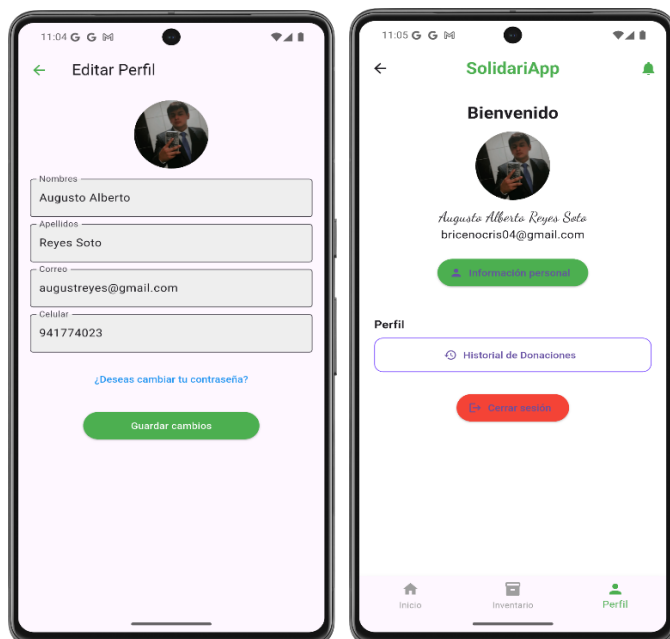 11:04 G G M
Editar Perfil
Nombres
Augusto Alberto
Apellidos
Reyes Soto
Correo
augustreyes@gmail.com
Celular
941774023
¿Deseas cambiar tu contraseña?
Guardar cambios
11:05 G G M
SolidariApp
Bienvenido
Augusto Alberto Reyes Soto
bricenocris04@gmail.com
Información personal
Perfil
Historial de Donaciones
Cerrar sesión
Inicio
Inventario
Perfil